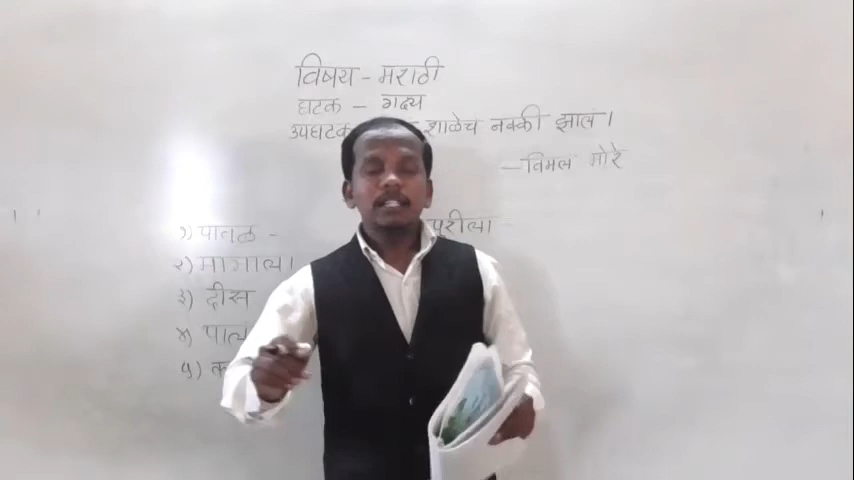 विषय - मराठी
घटक - गद्य
उपघटक शाळेच नक्की झालं।
- विमल मोरे
१) पातळ - पूरीला
२) मामाला
३) दीस
४) पाल
५)